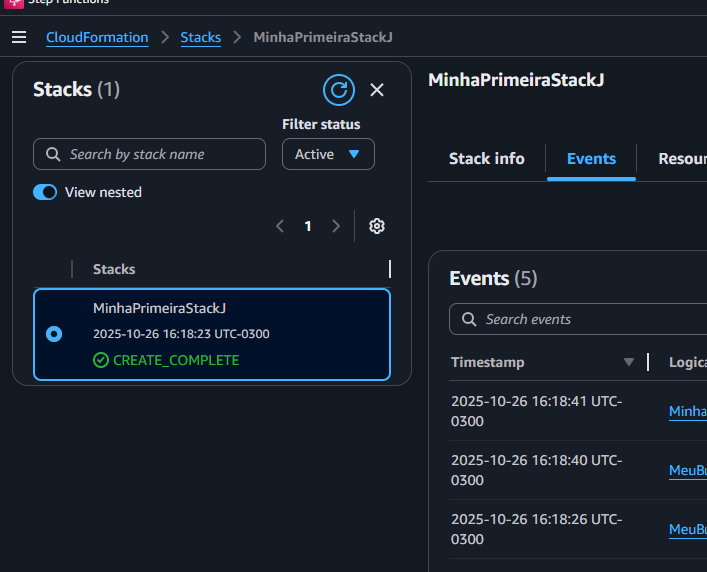 Step Functions
CloudFormation > Stacks > MinhaPrimeiraStackJ
Stacks (1)
Filter status
Search by stack name
Active
View nested
1
Stacks
MinhaPrimeiraStackJ
2025-10-26 16:18:23 UTC-0300
CREATE_COMPLETE
MinhaPrimeiraStackJ
Stack info
Events
Resour
Events (5)
Search events
Timestamp
Logica
2025-10-26 16:18:41 UTC-
0300
Minha
2025-10-26 16:18:40 UTC-
0300
MeuBu
2025-10-26 16:18:26 UTC-
0300
MeuBu